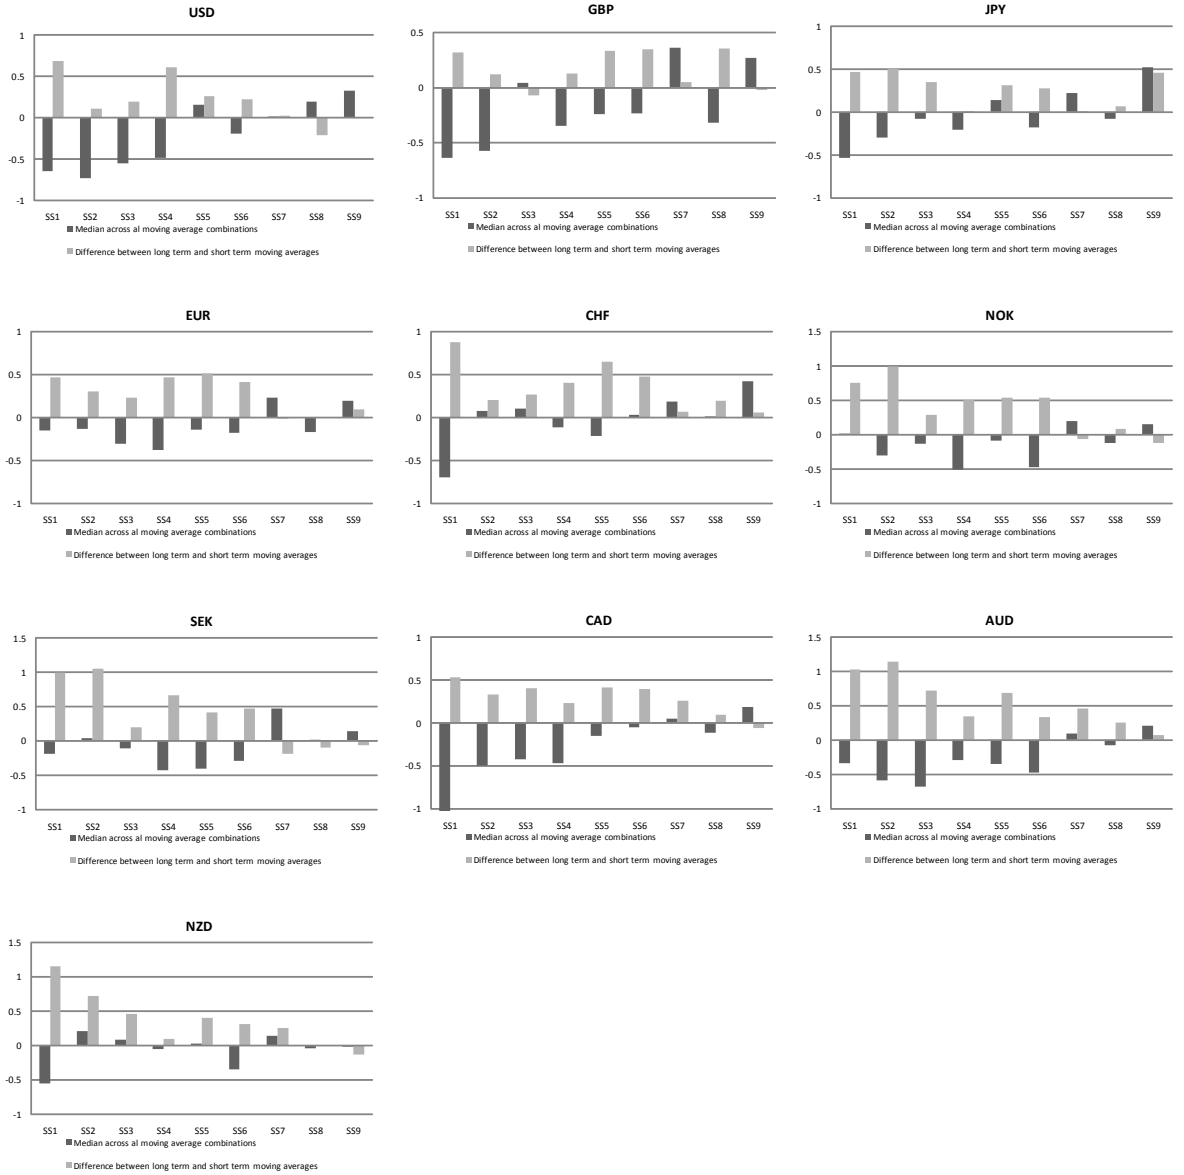 USD
1
0.5
0
-0.5
-1
SS1 SS2 SS3 SS4 SS5 SS6 SS7 SS8 SS9
Median across al moving average combinations
Difference between long term and short term moving averages
GBP
0.5
0
-0.5
-1
SS1 SS2 SS3 SS4 SS5 SS6 SS7 SS8 SS9
Median across al moving average combinations
Difference between long term and short term moving averages
JPY
1
0.5
0
-0.5
-1
SS1 SS2 SS3 SS4 SS5 SS6 SS7 SS8 SS9
Median across al moving average combinations
Difference between long term and short term moving averages
EUR
1
0.5
0
-0.5
-1
SS1 SS2 SS3 SS4 SS5 SS6 SS7 SS8 SS9
Median across al moving average combinations
Difference between long term and short term moving averages
CHF
1
0.5
0
-0.5
-1
SS1 SS2 SS3 SS4 SS5 SS6 SS7 SS8 SS9
Median across al moving average combinations
Difference between long term and short term moving averages
NOK
1.5
1
0.5
0
-0.5
-1
SS1 SS2 SS3 SS4 SS5 SS6 SS7 SS8 SS9
Median across al moving average combinations
Difference between long term and short term moving averages
SEK
1.5
1
0.5
0
-0.5
-1
SS1 SS2 SS3 SS4 SS5 SS6 SS7 SS8 SS9
Median across al moving average combinations
Difference between long term and short term moving averages
CAD
1
0.5
0
-0.5
-1
SS1 SS2 SS3 SS4 SS5 SS6 SS7 SS8 SS9
Median across al moving average combinations
Difference between long term and short term moving averages
AUD
1.5
1
0.5
0
-0.5
-1
SS1 SS2 SS3 SS4 SS5 SS6 SS7 SS8 SS9
Median across al moving average combinations
Difference between long term and short term moving averages
NZD
1.5
1
0.5
0
-0.5
-1
SS1 SS2 SS3 SS4 SS5 SS6 SS7 SS8 SS9
Median across al moving average combinations
Difference between long term and short term moving averages